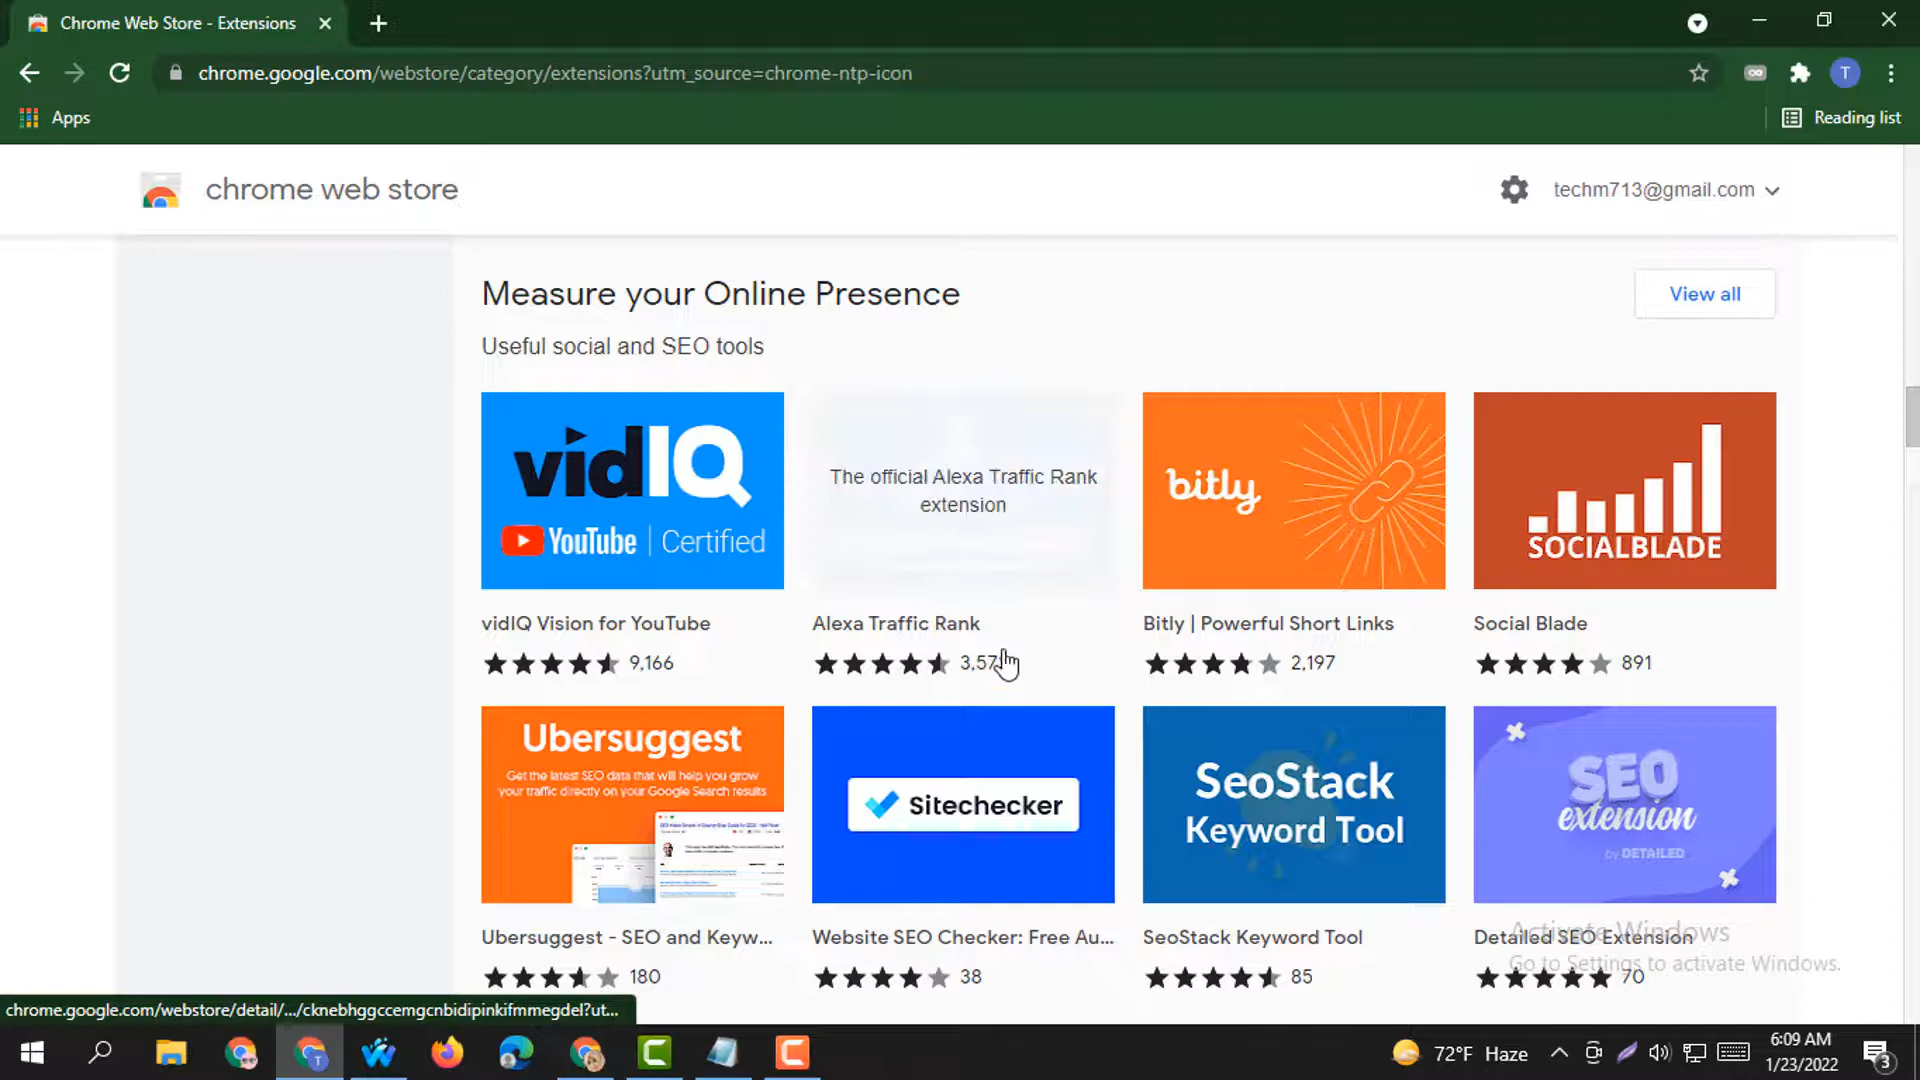 Chrome Web Store - Extensions
chrome.google.com/webstore/category/extensions?utm_source=chrome-ntp-icon
T
Apps
Reading list
chrome web store
techm713@gmail.com
Measure your Online Presence
View all
Useful social and SEO tools
vidIQ
YouTube | Certified
The official Alexa Traffic Rank
extension
bitly
SOCIALBLADE
vidIQ Vision for YouTube
Alexa Traffic Rank
Bitly | Powerful Short Links
Social Blade
9,166
2,197
891
Ubersuggest
Get the latest SEO data that will help you grow
your traffic directly on your Google Search results
Sitechecker
SeoStack
Keyword Tool
SEO
extension
by DETAILED
Ubersuggest - SEO and Keyw...
Website SEO Checker: Free Au...
SeoStack Keyword Tool
Detailed SEO Extension
Activate Windows
Go to Settings to activate Windows.
180
38
85
70
chrome.google.com/webstore/detail/.../cknebhggccemgcnbidipinkifmmegdel?ut...
72°F Haze
6:09 AM
1/23/2022
3